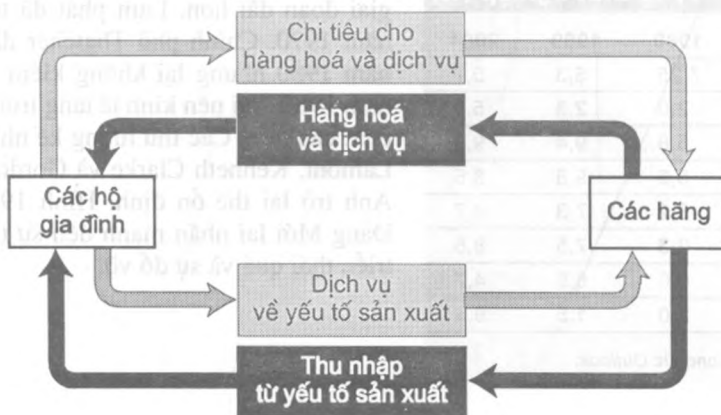 Chi tiêu cho
hàng hoá và dịch vụ
Hàng hoá
và dịch vụ
Các hộ
gia đình
Các hãng
Dịch vụ
về yếu tố sản xuất
Thu nhập
từ yếu tố sản xuất